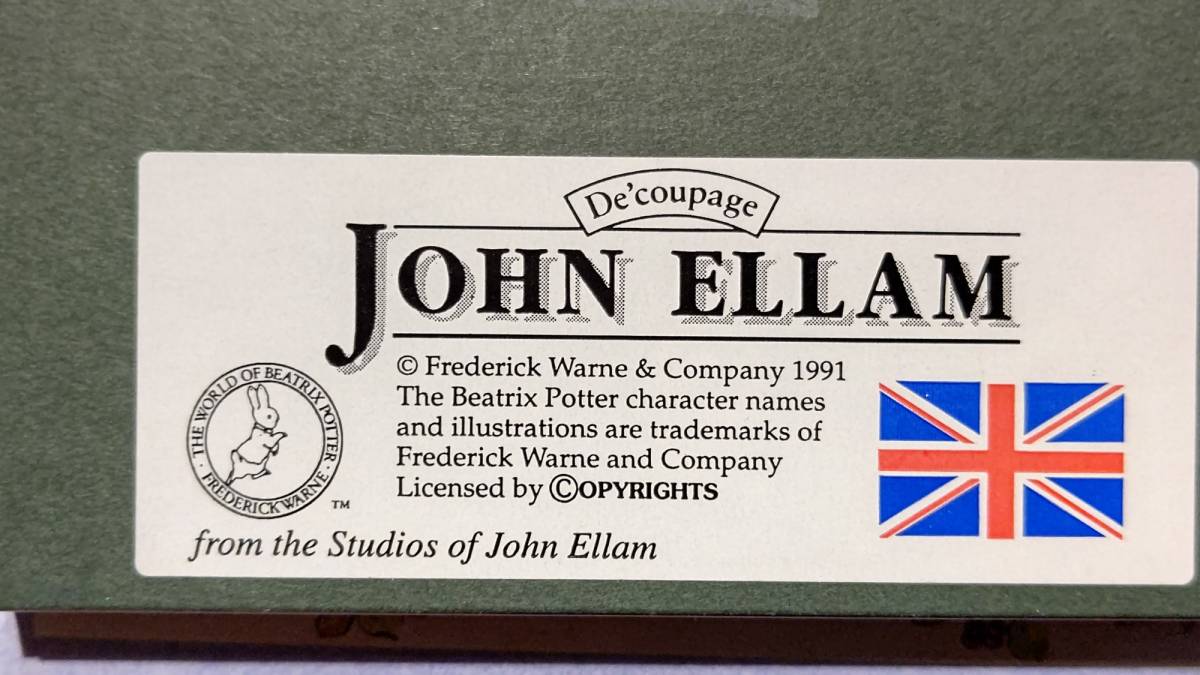 De'coupage
JOHN ELLAM
© Frederick Warne & Company 1991
The Beatrix Potter character names
and illustrations are trademarks of
Frederick Warne and Company
Licensed by ©OPYRIGHTS
· THE WORLD OF BEATRIX POTTER ·
FREDERICK WARNE
TM
from the Studios of John Ellam